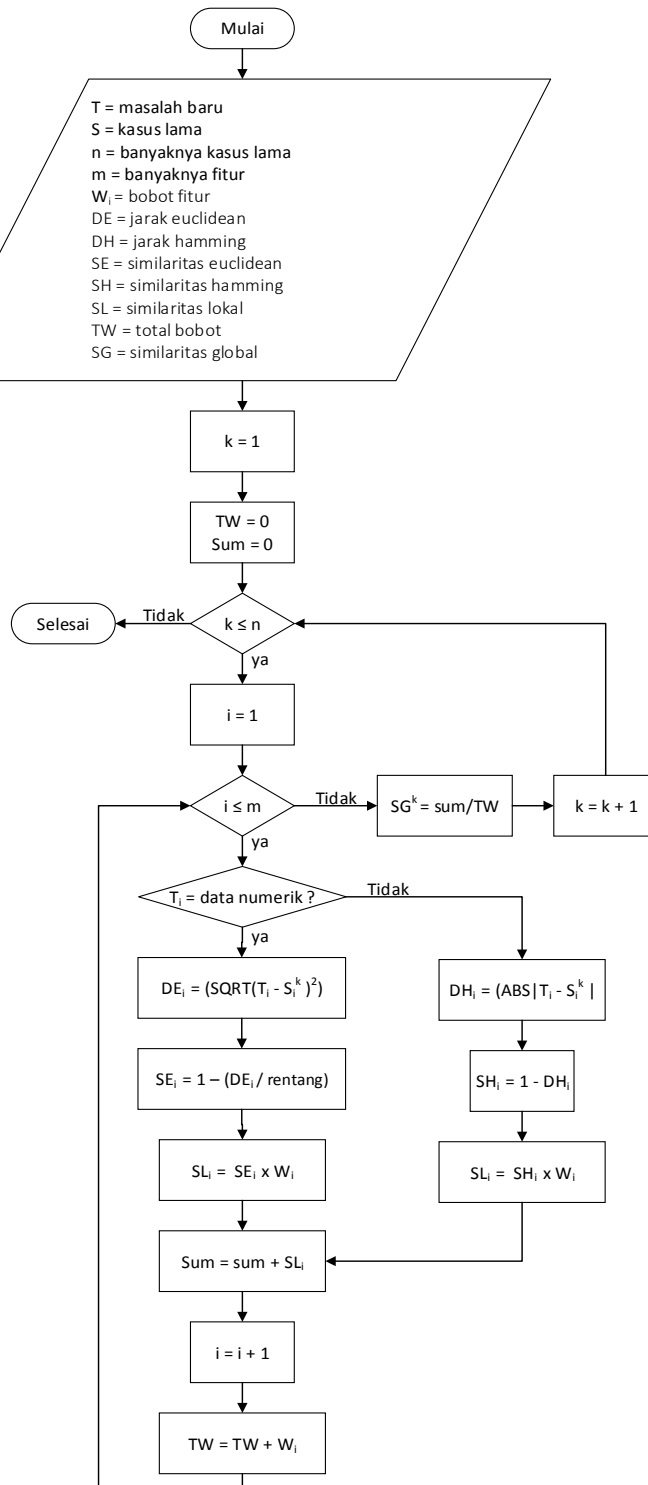 Mulai
T = masalah baru
S = kasus lama
n = banyaknya kasus lama
m = banyaknya fitur
Wᵢ = bobot fitur
DE = jarak euclidean
DH = jarak hamming
SE = similaritas euclidean
SH = similaritas hamming
SL = similaritas lokal
TW = total bobot
SG = similaritas global
k = 1
TW = 0
Sum = 0
k ≤ n
Tidak
Selesai
ya
i = 1
i ≤ m
Tidak
SGᵏ = sum/TW
k = k + 1
ya
Tᵢ = data numerik ?
Tidak
ya
DEᵢ = (SQRT(Tᵢ - Sᵢᵏ )²)
DHᵢ = (ABS|Tᵢ - Sᵢᵏ |
SEᵢ = 1 – (DEᵢ / rentang)
SHᵢ = 1 - DHᵢ
SLᵢ = SEᵢ x Wᵢ
SLᵢ = SHᵢ x Wᵢ
Sum = sum + SLᵢ
i = i + 1
TW = TW + Wᵢ